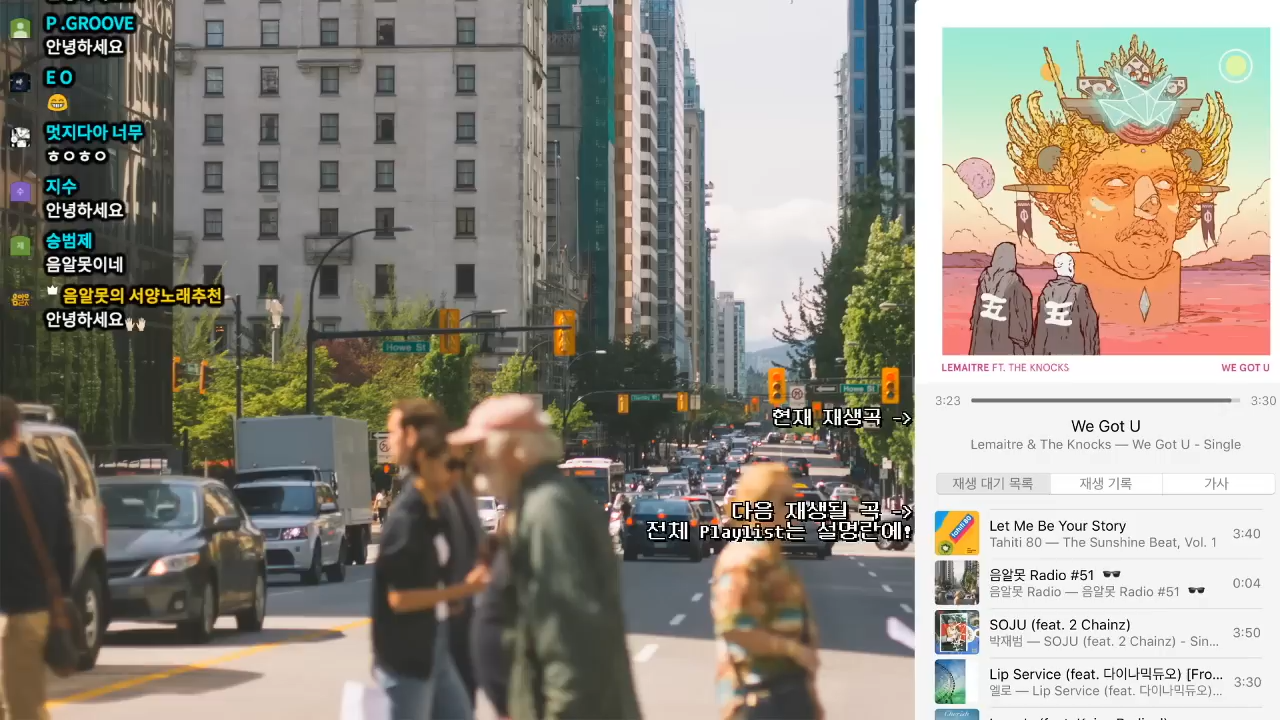 P .GROOVE
안녕하세요
E O
멋지다아 너무
ㅎㅇㅎㅇ
지수
안녕하세요
승범제
음알못이네
음알못의 서양노래추천
안녕하세요
Howe St
Howe St
현재 재생곡 ->
다음 재생될 곡 ->
전체 Playlist는 설명란에!
LEMAITRE FT. THE KNOCKS
WE GOT U
3:23
3:30
We Got U
Lemaitre & The Knocks — We Got U - Single
재생 대기 목록
재생 기록
가사
Let Me Be Your Story
Tahiti 80 — The Sunshine Beat, Vol. 1
3:40
음알못 Radio #51 🕶️
음알못 Radio — 음알못 Radio #51 🕶️
0:04
SOJU (feat. 2 Chainz)
박재범 — SOJU (feat. 2 Chainz) - Sin...
3:50
Lip Service (feat. 다이나믹듀오) [Fro...
옐로 — Lip Service (feat. 다이나믹듀오)...
3:30